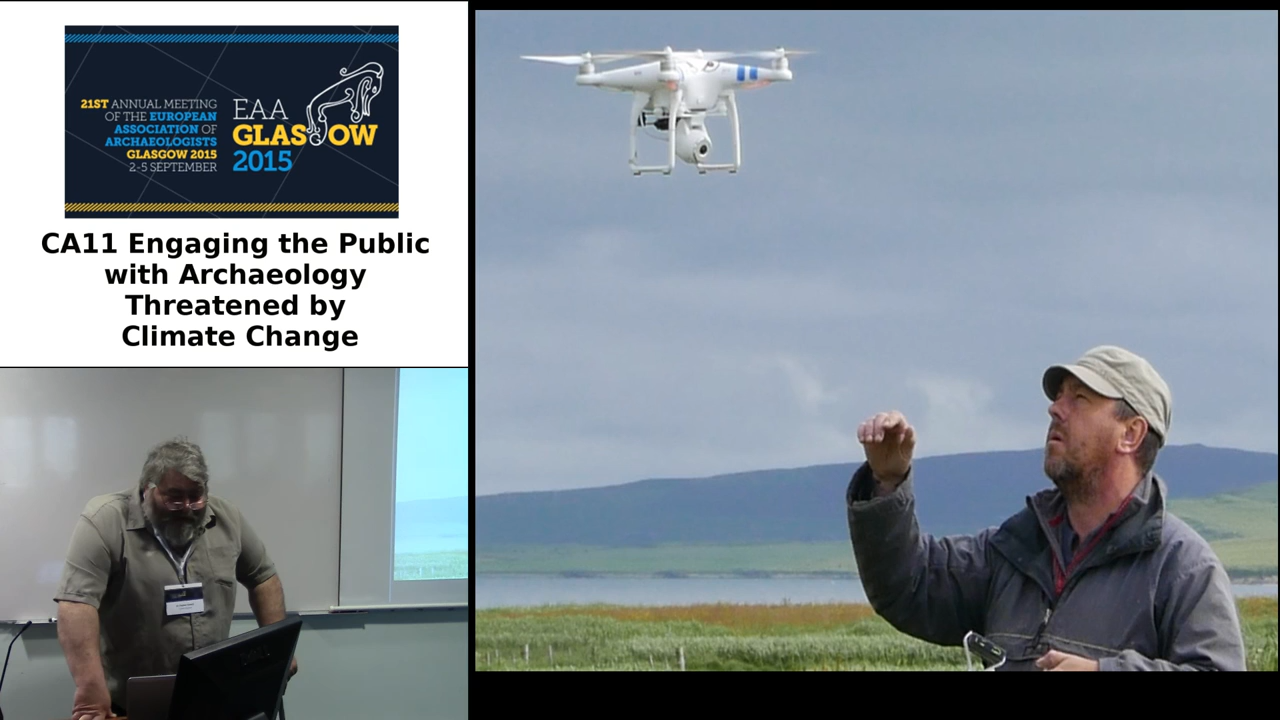 21ST ANNUAL MEETING
OF THE EUROPEAN
ASSOCIATION OF
ARCHAEOLOGISTS
GLASGOW 2015
2-5 SEPTEMBER
EAA
GLASGOW
2015
CA11 Engaging the Public
with Archaeology
Threatened by
Climate Change